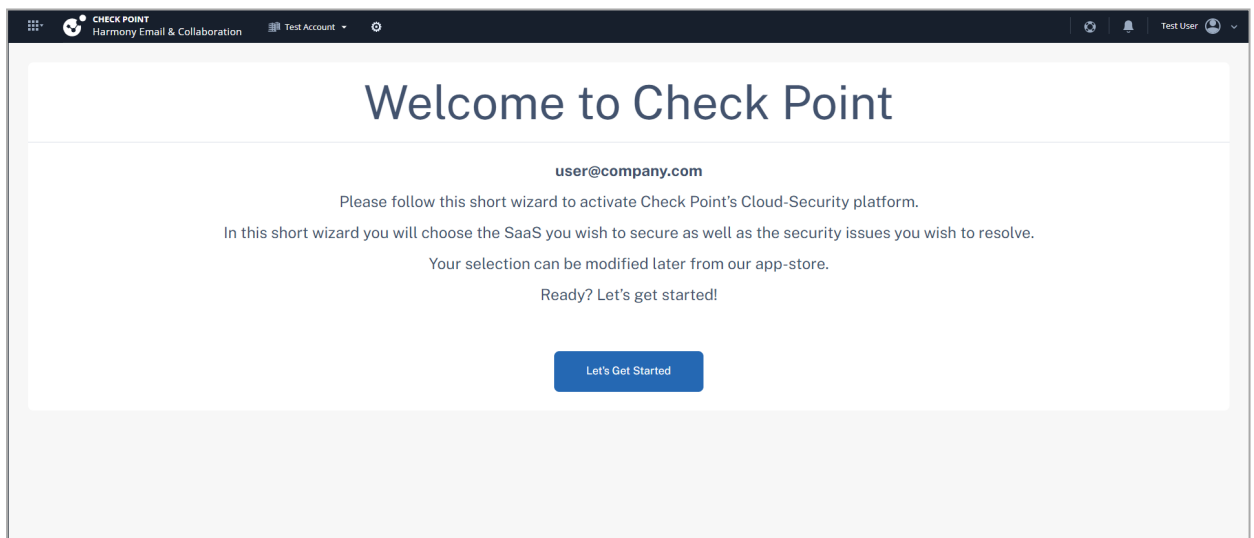 CHECK POINT
Harmony Email & Collaboration
Test Account
Test User
Welcome to Check Point
user@company.com
Please follow this short wizard to activate Check Point's Cloud-Security platform.
In this short wizard you will choose the SaaS you wish to secure as well as the security issues you wish to resolve.
Your selection can be modified later from our app-store.
Ready? Let's get started!
Let's Get Started